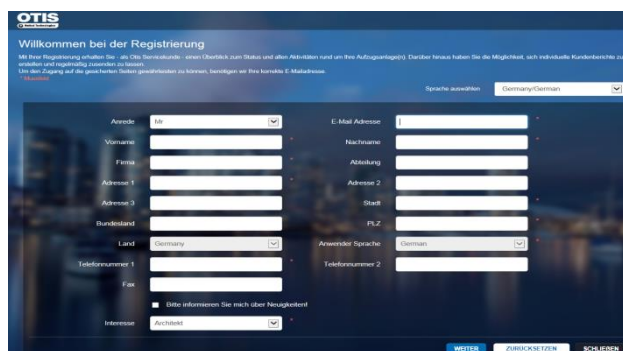 OTIS
Willkommen bei der Registrierung
Mit Ihrer Registrierung erhalten Sie - als Otis Servicekunde - einen Überblick zum Status und allen Aktivitäten rund um Ihre Aufzugsanlage(n). Darüber hinaus haben Sie die Möglichkeit, sich individuelle Kundenberichte zu
erstellen und regelmäßig zusenden zu lassen.
Um den Zugang auf die gesicherten Seiten gewährleisten zu können, benötigen wir Ihre korrekte E-Mailadresse.
Sprache auswählen Germany/German
Anrede Mr E-Mail Adresse *
Vorname * Nachname *
Firma * Abteilung
Adresse 1 * Adresse 2
Adresse 3 Stadt *
Bundesland PLZ *
Land Germany * Anwender Sprache German *
Telefonnummer 1 * Telefonnummer 2
Fax
Bitte informieren Sie mich über Neuigkeiten!
Interesse Architekt *
WEITER ZURÜCKSETZEN SCHLIEßEN